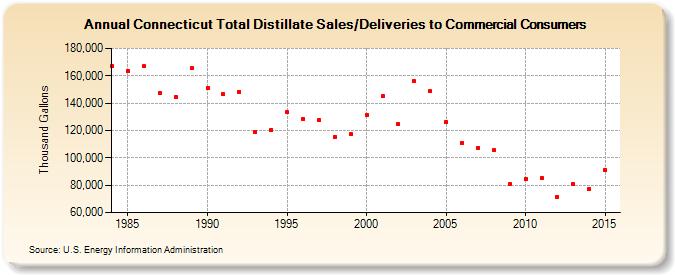 Annual Connecticut Total Distillate Sales/Deliveries to Commercial Consumers
Thousand Gallons
180,000
160,000
140,000
120,000
100,000
80,000
60,000
1985 1990 1995 2000 2005 2010 2015
Source: U.S. Energy Information Administration